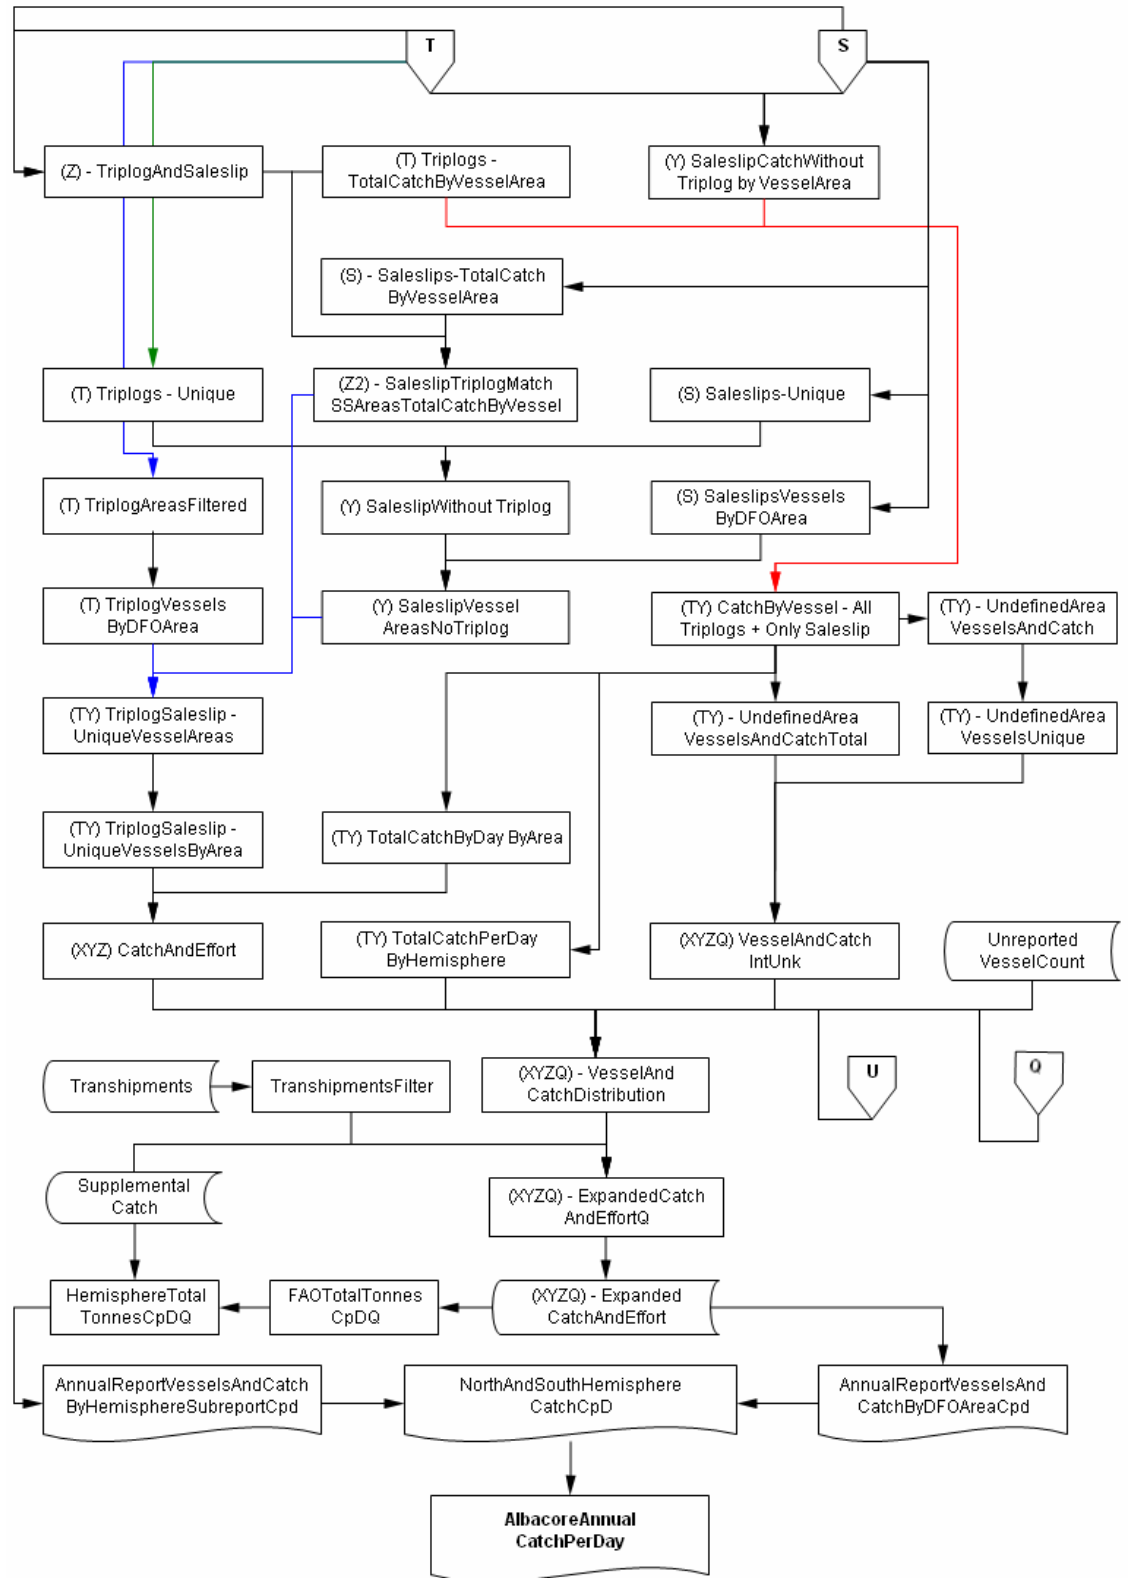 T
S
(Z) - TriplogAndSaleslip
(T) Triplogs -
TotalCatchByVesselArea
(Y) SaleslipCatchWithout
Triplog by VesselArea
(S) - Saleslips-TotalCatch
ByVesselArea
(T) Triplogs - Unique
(Z2) - SaleslipTriplogMatch
SSAreasTotalCatchByVessel
(S) Saleslips-Unique
(T) TriplogAreasFiltered
(Y) SaleslipWithout Triplog
(S) SaleslipsVessels
ByDFOArea
(T) TriplogVessels
ByDFOArea
(Y) SaleslipVessel
AreasNoTriplog
(TY) CatchByVessel - All
Triplogs + Only Saleslip
(TY) - UndefinedArea
VesselsAndCatch
(TY) TriplogSaleslip -
UniqueVesselAreas
(TY) - UndefinedArea
VesselsAndCatchTotal
(TY) - UndefinedArea
VesselsUnique
(TY) TriplogSaleslip -
UniqueVesselsByArea
(TY) TotalCatchByDay ByArea
(XYZ) CatchAndEffort
(TY) TotalCatchPerDay
ByHemisphere
(XYZQ) VesselAndCatch
IntUnk
Unreported
VesselCount
Transhipments
TranshipmentsFilter
(XYZQ) - VesselAnd
CatchDistribution
U
Q
Supplemental
Catch
(XYZQ) - ExpandedCatch
AndEffortQ
HemisphereTotal
TonnesCpDQ
FAOTotalTonnes
CpDQ
(XYZQ) - Expanded
CatchAndEffort
AnnualReportVesselsAndCatch
ByHemisphereSubreportCpd
NorthAndSouthHemisphere
CatchCpD
AnnualReportVesselsAnd
CatchByDFOAreaCpd
AlbacoreAnnual
CatchPerDay